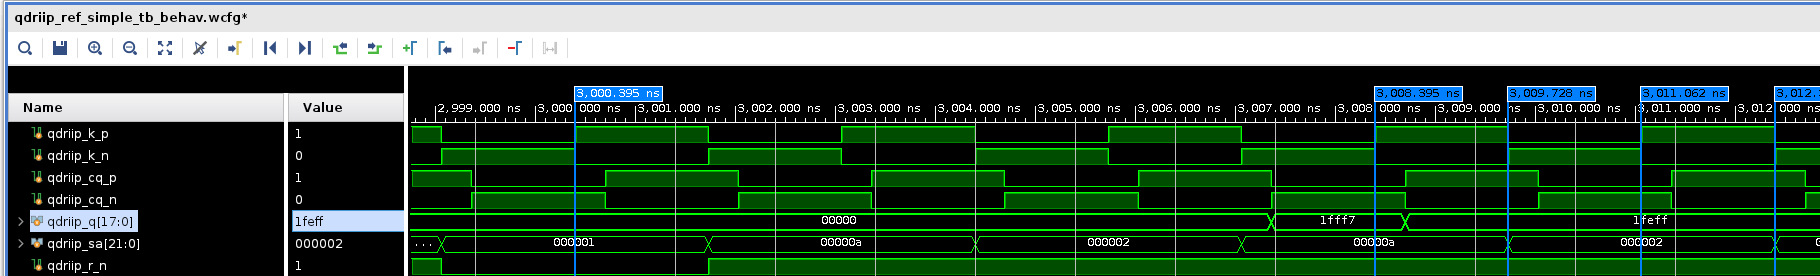 qdriip_ref_simple_tb_behav.wcfg*
3,000.395 ns 3,008.395 ns 3,009.728 ns 3,011.062 ns 3,012.
Name Value 2,999.000 ns 3,000 000 ns 3,001.000 ns 3,002.000 ns 3,003.000 ns 3,004.000 ns 3,005.000 ns 3,006.000 ns 3,007.000 ns 3,008 000 ns 3,009.000 ns 3,010.000 ns 3,011.000 ns 3,012 000 ns
qdriip_k_p 1
qdriip_k_n 0
qdriip_cq_p 1
qdriip_cq_n 0
qdriip_q[17:0] 1feff 00000 1fff7 1feff
qdriip_sa[21:0] 000002 ... 000001 00000a 000002 00000a 000002
qdriip_r_n 1